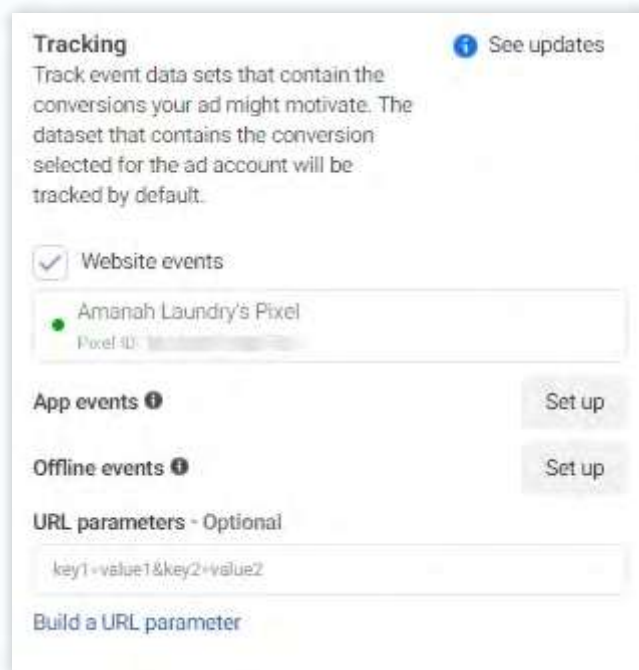 Tracking
See updates
Track event data sets that contain the
conversions your ad might motivate. The
dataset that contains the conversion
selected for the ad account will be
tracked by default.
Website events
Amanah Laundry's Pixel
Pixel ID:
App events
Set up
Offline events
Set up
URL parameters - Optional
key1=value1&key2=value2
Build a URL parameter